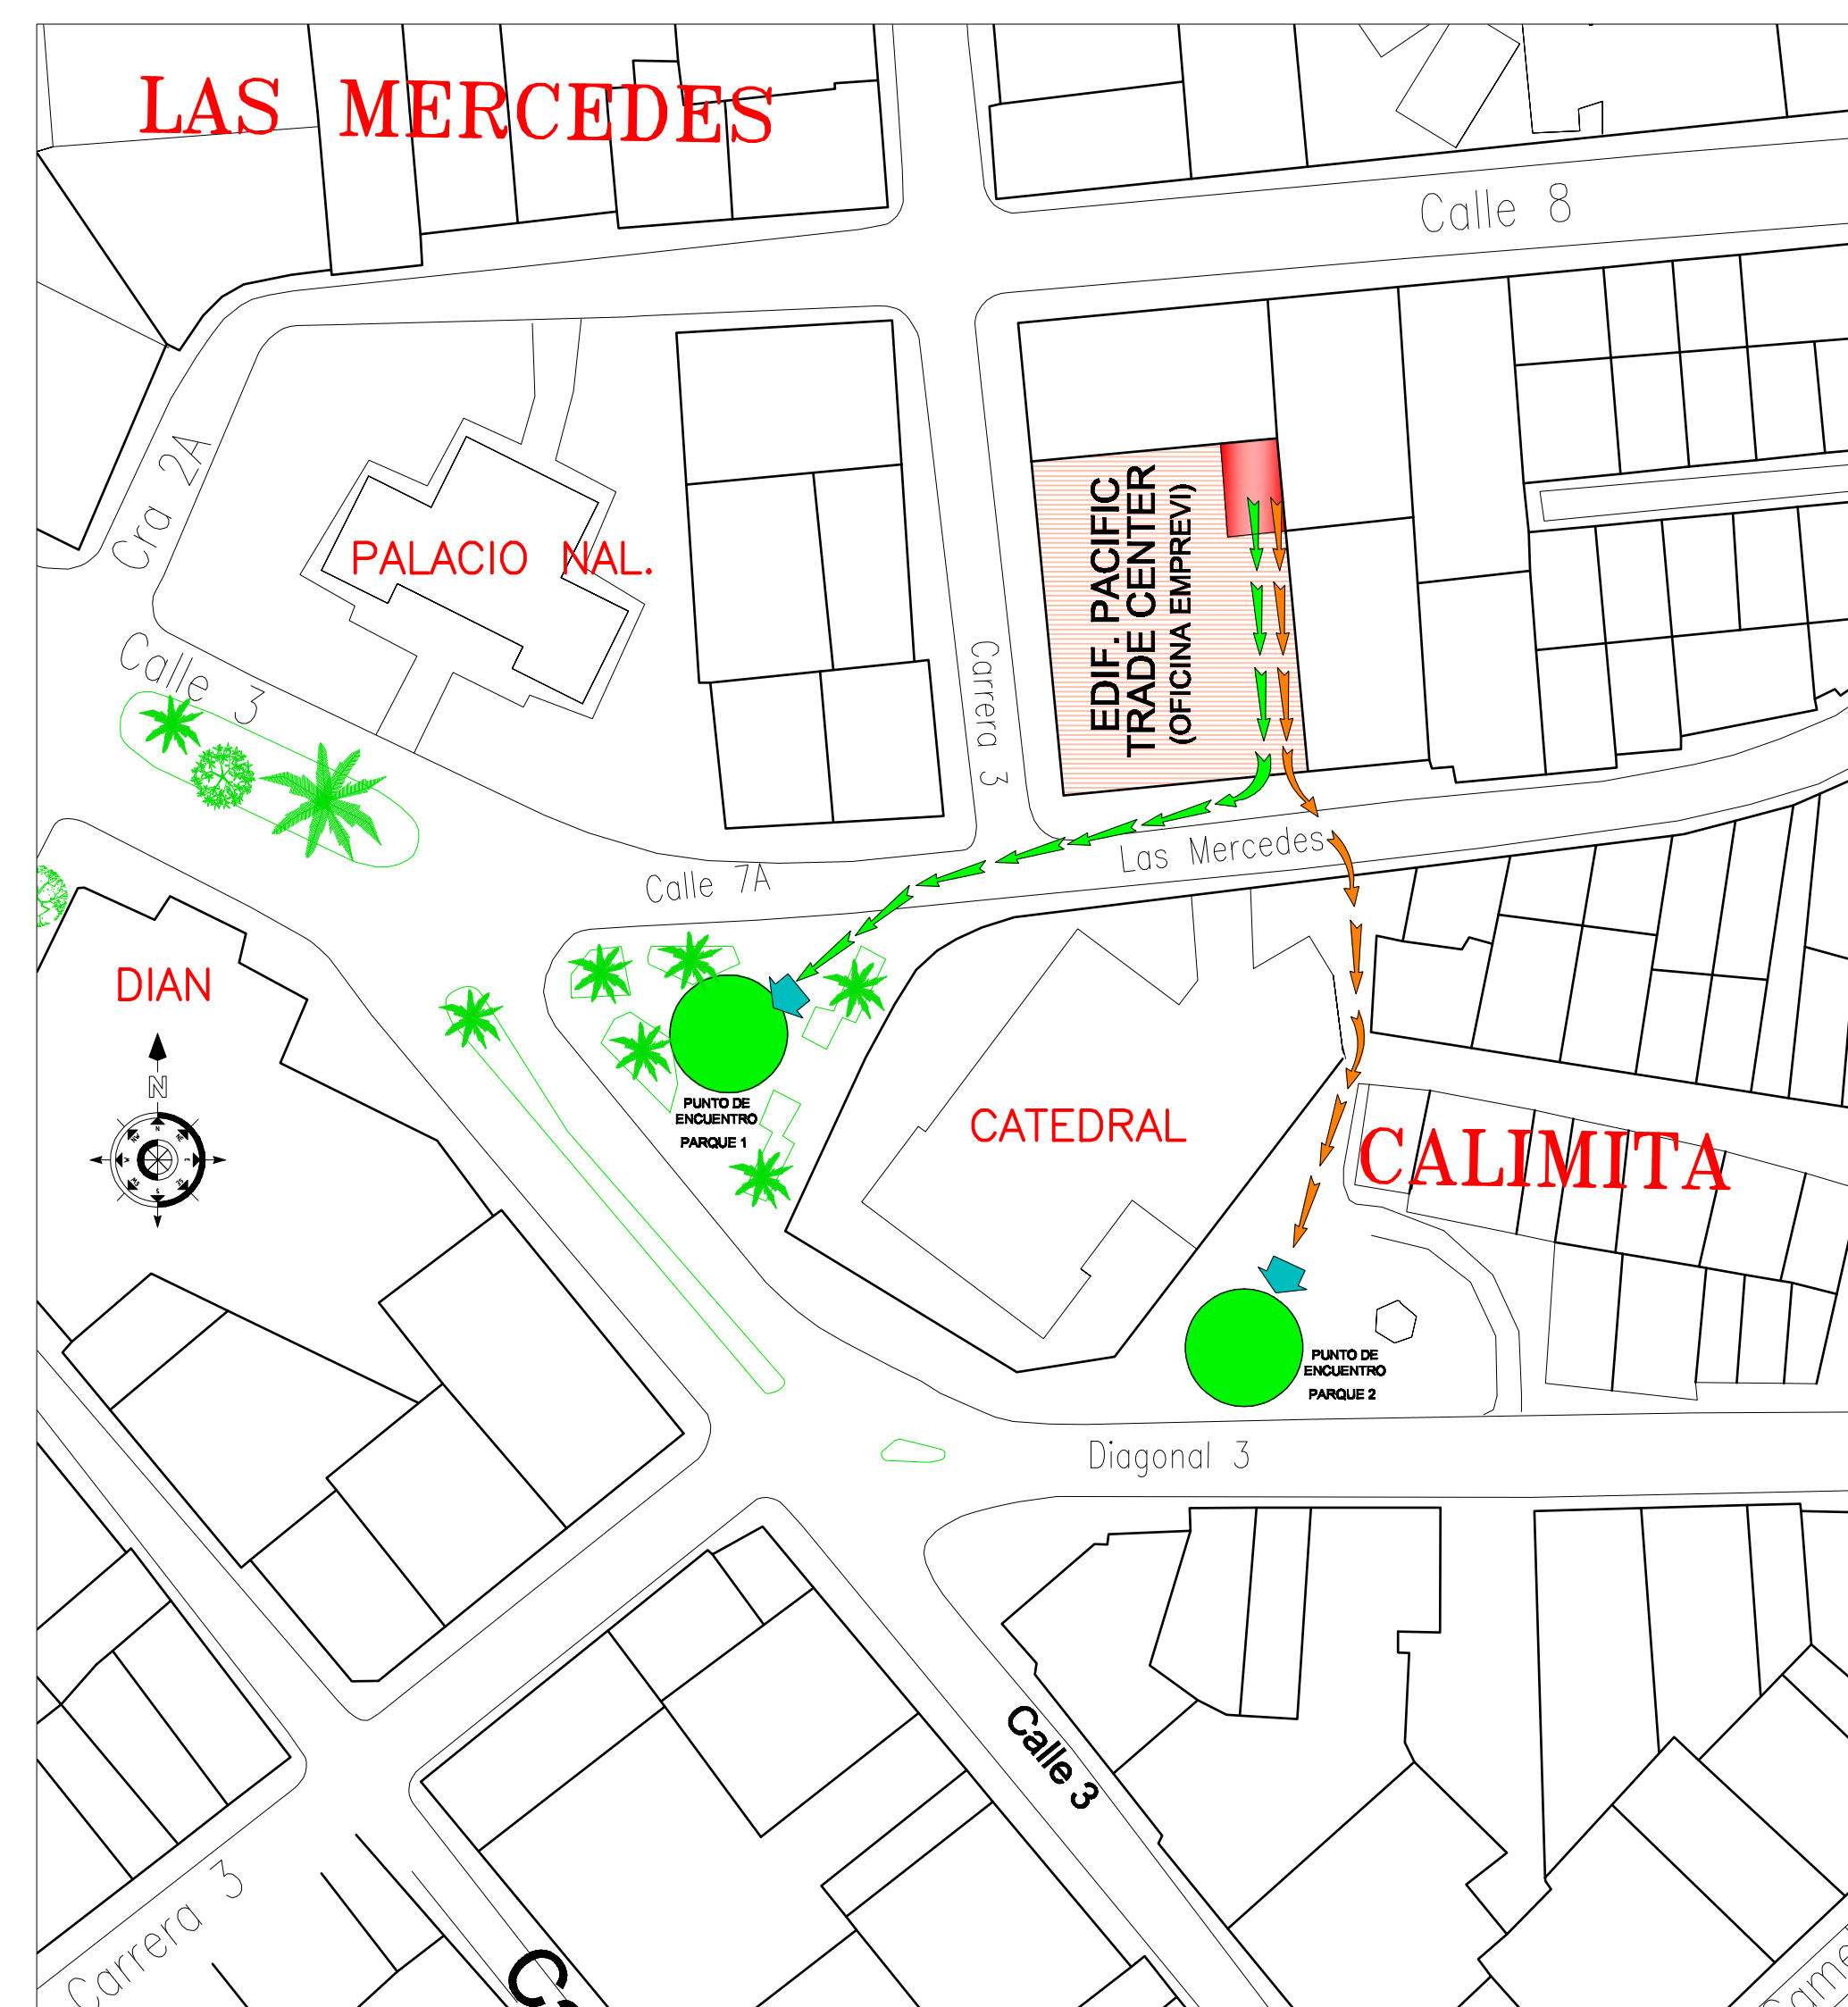 LAS MERCEDES
Calle 8
Cra 2A
PALACIO NAL.
EDIF. PACIFIC
TRADE CENTER
(OFICINA EMPREVI)
Calle 3
Carrera 3
Las Mercedes
Calle 7A
DIAN
N
PUNTO DE
ENCUENTRO
PARQUE 1
CATEDRAL
CALIMITA
PUNTO DE
ENCUENTRO
PARQUE 2
Diagonal 3
Calle 3
Carrera 3